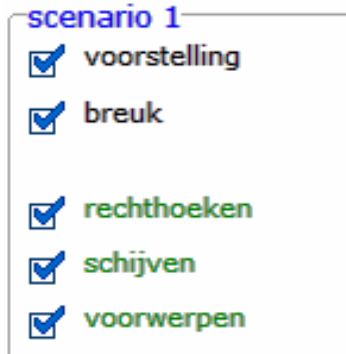 scenario 1
voorstelling
breuk
rechthoeken
schijven
voorwerpen